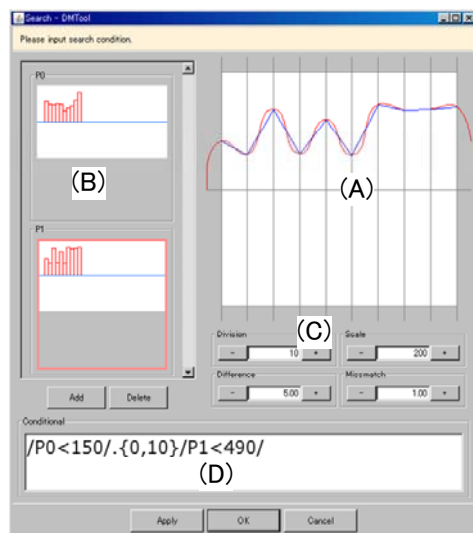 Search - DMTool
Please input search condition.
P0
(B)
P1
(A)
(C)
Division
- 10 +
Scale
- 200 +
Difference
- 5.00 +
Missmatch
- 1.00 +
Add Delete
Conditional
/P0<150/.{0,10}/P1<490/
(D)
Apply OK Cancel